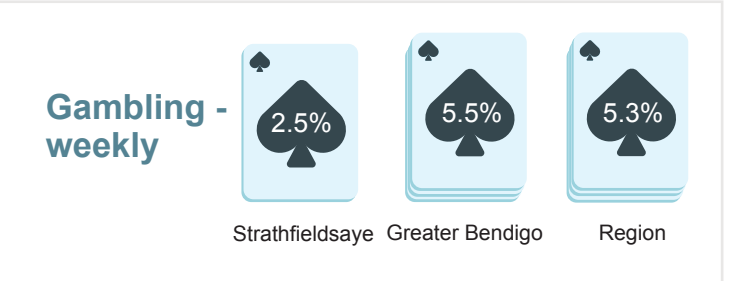 Gambling -
weekly
2.5%
5.5%
5.3%
Strathfieldsaye
Greater Bendigo
Region